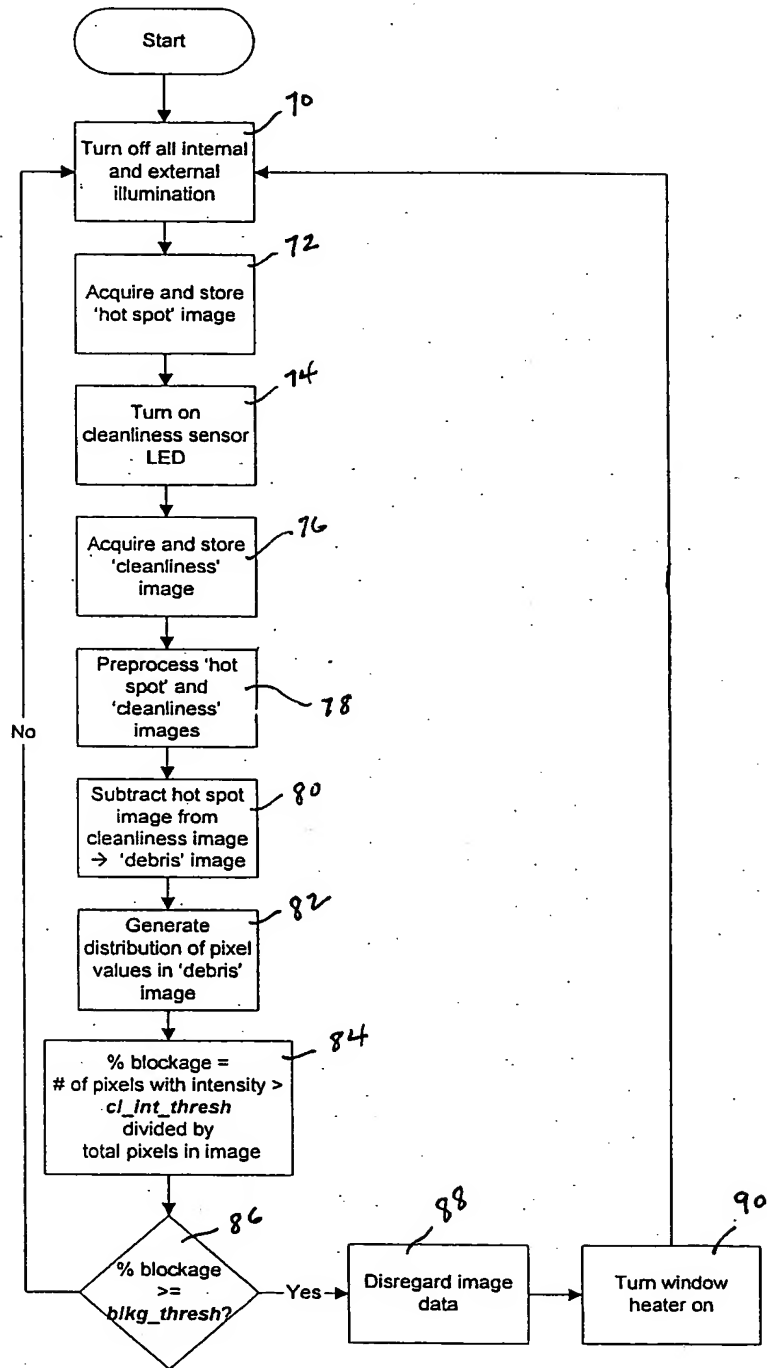 Start
70
Turn off all internal
and external
illumination
72
Acquire and store
'hot spot' image
74
Turn on
cleanliness sensor
LED
76
Acquire and store
'cleanliness'
image
Preprocess 'hot
spot' and
'cleanliness'
images
78
No
Subtract hot spot
image from
cleanliness image
→ 'debris' image
80
Generate
distribution of pixel
values in 'debris'
image
82
% blockage =
# of pixels with intensity >
cl_int_thresh
divided by
total pixels in image
84
% blockage
>=
blkg_thresh?
86
Yes
Disregard image
data
88
Turn window
heater on
90